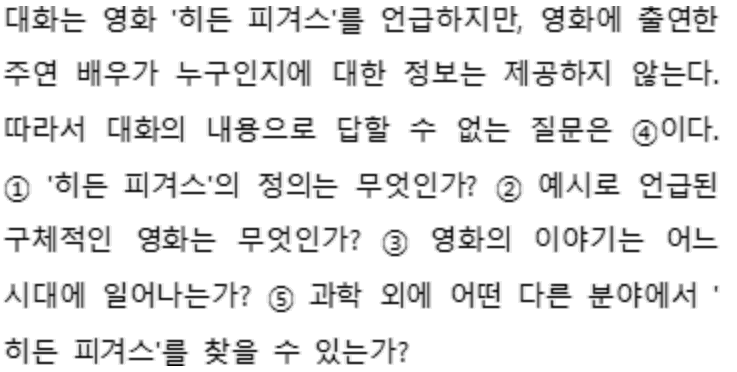 대화는 영화 '히든 피겨스'를 언급하지만, 영화에 출연한
주연 배우가 누구인지에 대한 정보는 제공하지 않는다.
따라서 대화의 내용으로 답할 수 없는 질문은 ④이다.
① '히든 피겨스'의 정의는 무엇인가? ② 예시로 언급된
구체적인 영화는 무엇인가? ③ 영화의 이야기는 어느
시대에 일어나는가? ⑤ 과학 외에 어떤 다른 분야에서 '
히든 피겨스'를 찾을 수 있는가?